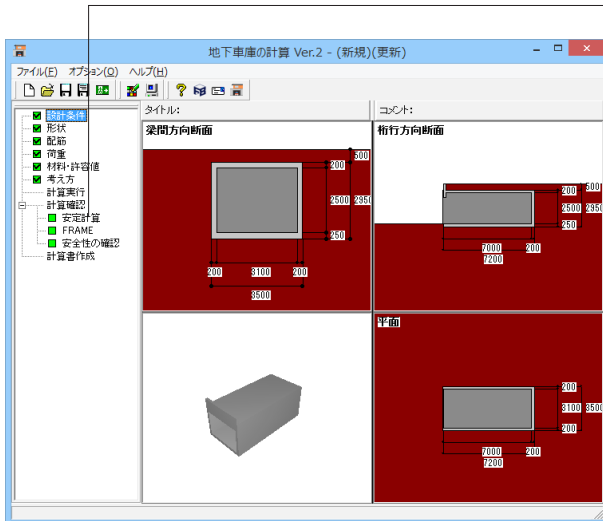 地下車庫の計算 Ver.2 - (新規)(更新)
ファイル(F) オプション(O) ヘルプ(H)
タイトル:
コメント:
設計条件
形状
配筋
荷重
材料・許容値
考え方
計算実行
計算確認
安定計算
FRAME
安全性の確認
計算書作成
梁間方向断面
500
200
2500 2950
250
200 3100 200
3500
桁行方向断面
200 500
2500 2950
250
7000 200
7200
平面
200
3100 3500
200
7000 200
7200